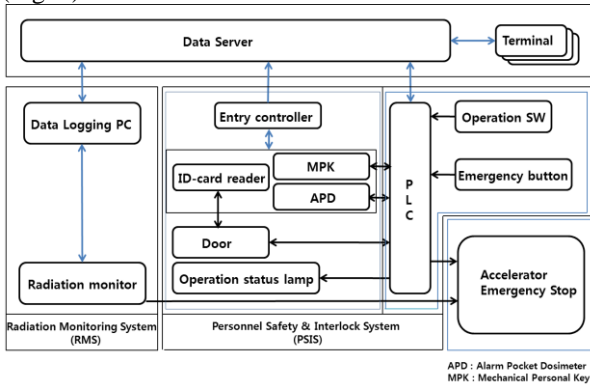 Data Server
Terminal
Data Logging PC
Entry controller
Operation SW
MPK
ID-card reader
APD
P
L
C
Emergency button
Door
Operation status lamp
Radiation monitor
Accelerator
Emergency Stop
Radiation Monitoring System
(RMS)
Personnel Safety & Interlock System
(PSIS)
APD : Alarm Pocket Dosimeter
MPK : Mechanical Personal Key